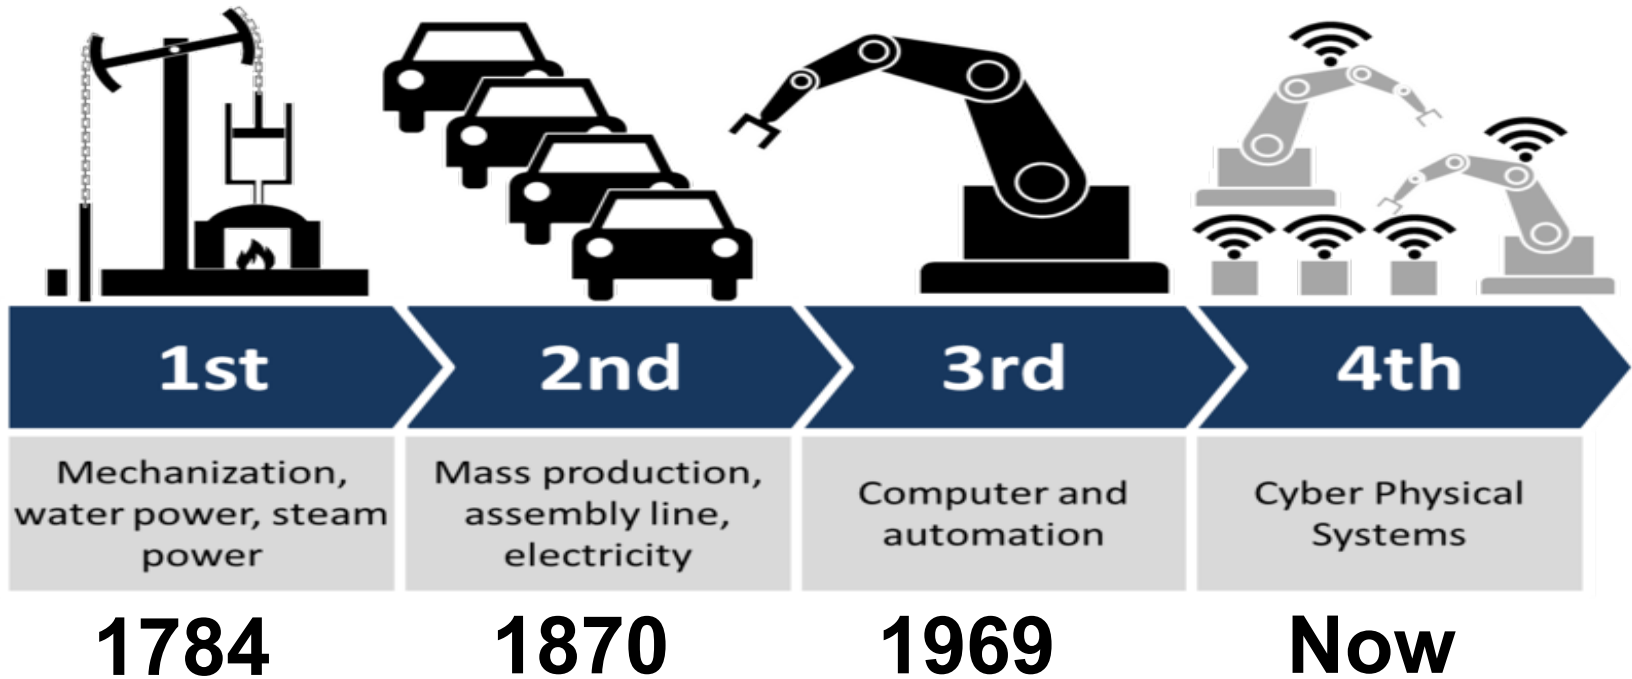 1st
2nd
3rd
4th
Mechanization,
water power, steam
power
Mass production,
assembly line,
electricity
Computer and
automation
Cyber Physical
Systems
1784
1870
1969
Now